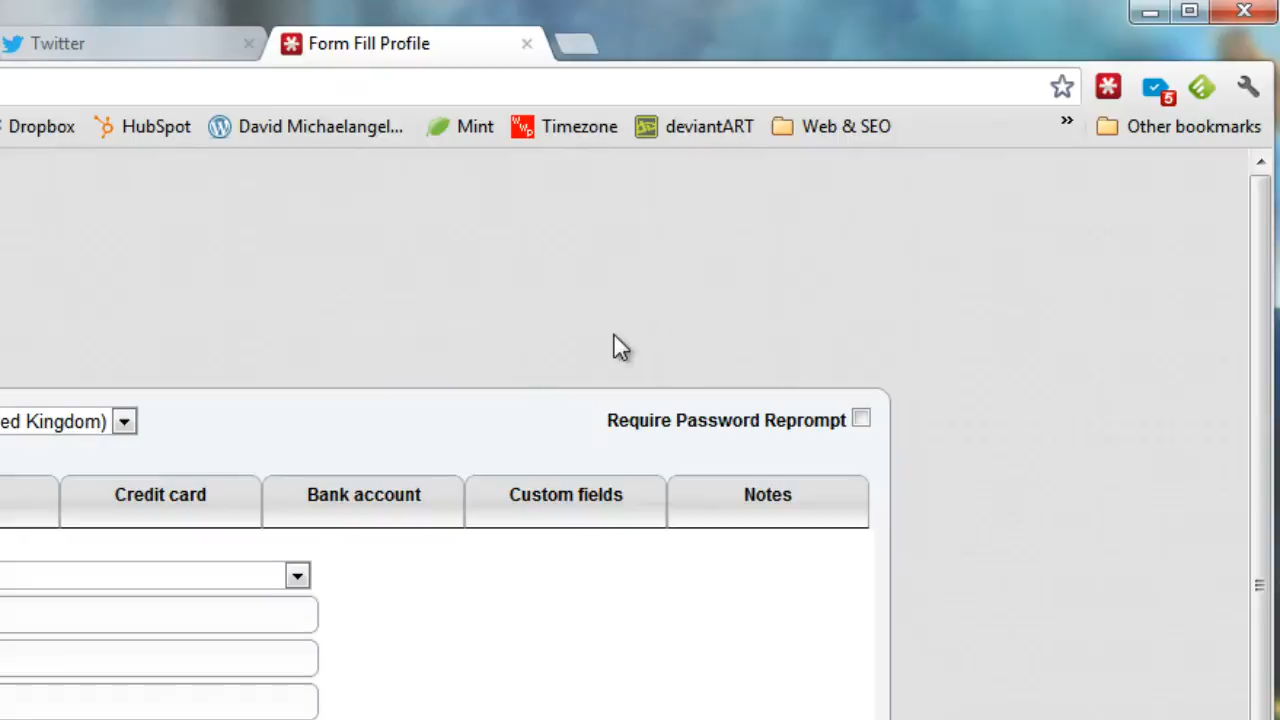 Twitter
Form Fill Profile
5
Dropbox HubSpot David Michaelangel... Mint Timezone deviantART Web & SEO » Other bookmarks
ed Kingdom) Require Password Reprompt
Credit card Bank account Custom fields Notes